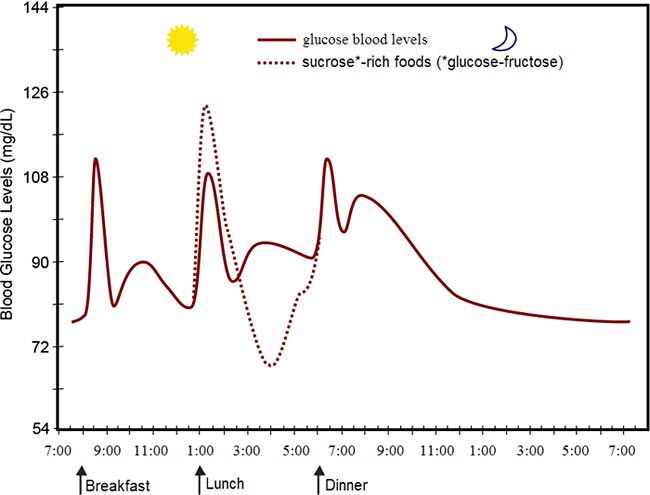 144
glucose blood levels
sucrose*-rich foods (*glucose-fructose)
126
108
90
72
54
Blood Glucose Levels (mg/dL)
7:00 9:00 11:00 1:00 3:00 5:00 7:00 9:00 11:00 1:00 3:00 5:00 7:00
Breakfast Lunch Dinner